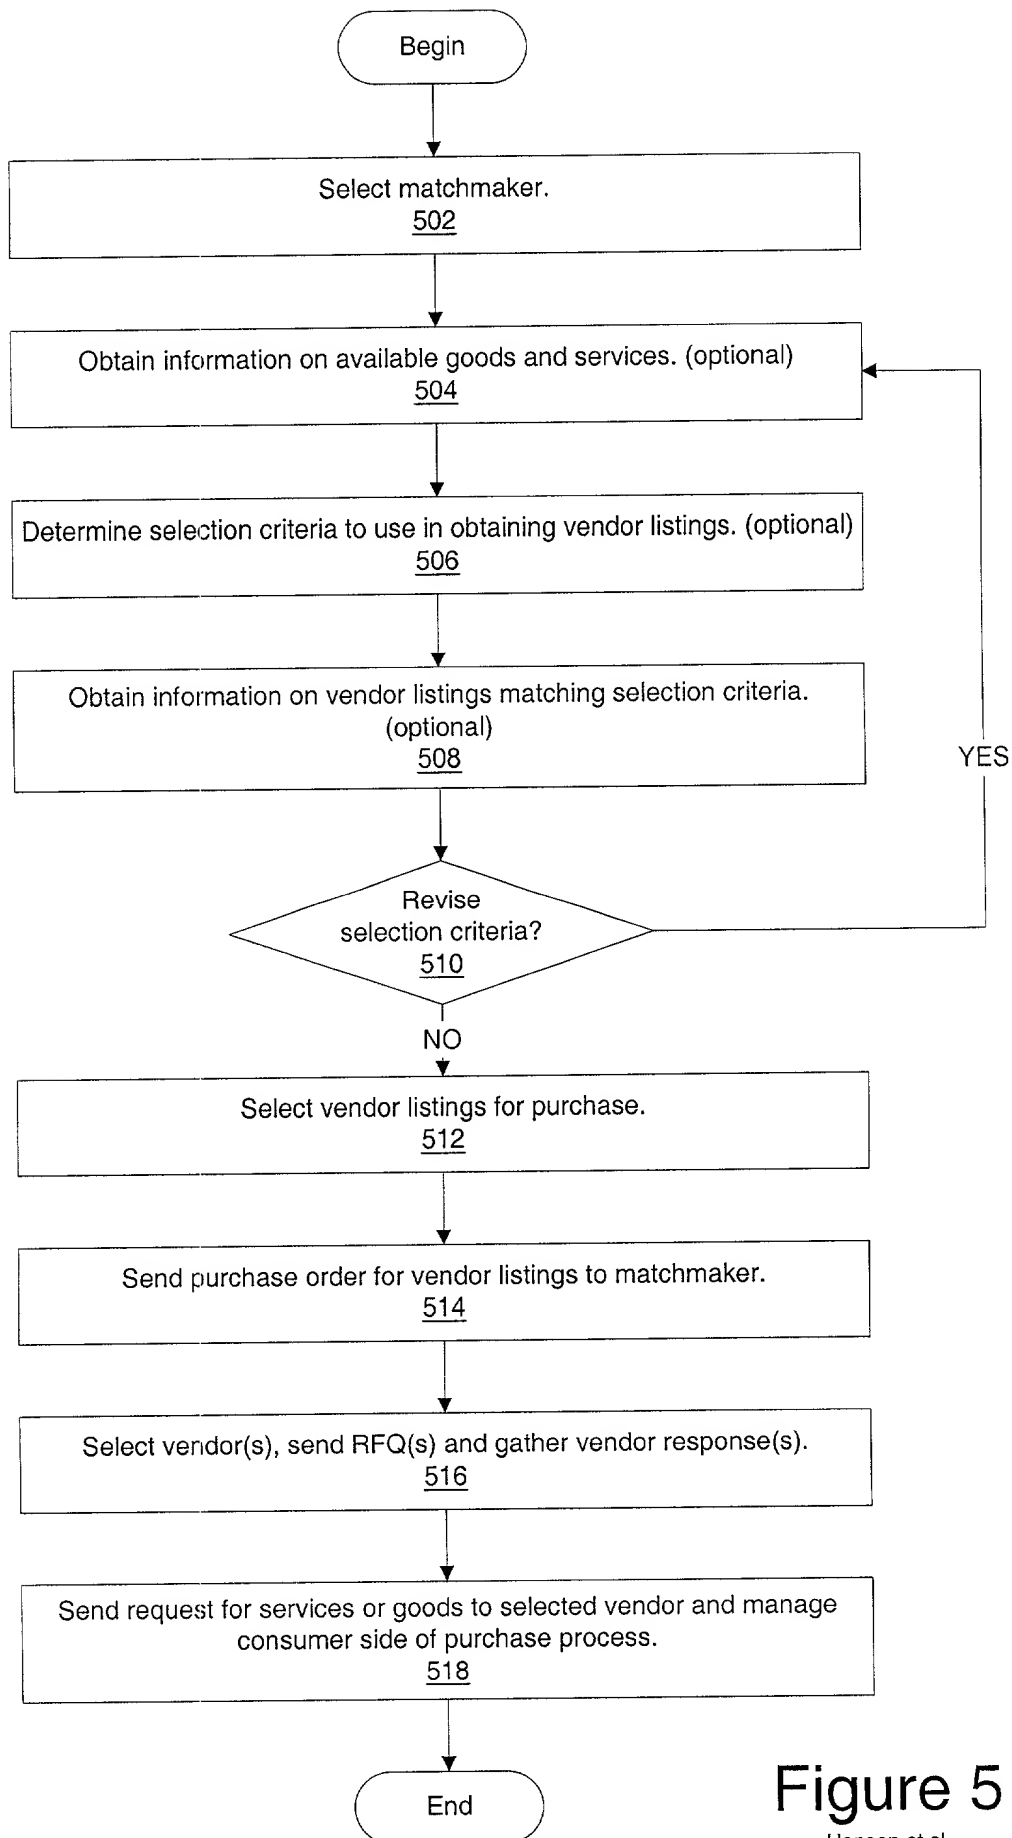 Begin
Select matchmaker.
502
Obtain information on available goods and services. (optional)
504
Determine selection criteria to use in obtaining vendor listings. (optional)
506
Obtain information on vendor listings matching selection criteria.
(optional)
508
YES
Revise
selection criteria?
510
NO
Select vendor listings for purchase.
512
Send purchase order for vendor listings to matchmaker.
514
Select vendor(s), send RFQ(s) and gather vendor response(s).
516
Send request for services or goods to selected vendor and manage
consumer side of purchase process.
518
End
Figure 5
et al